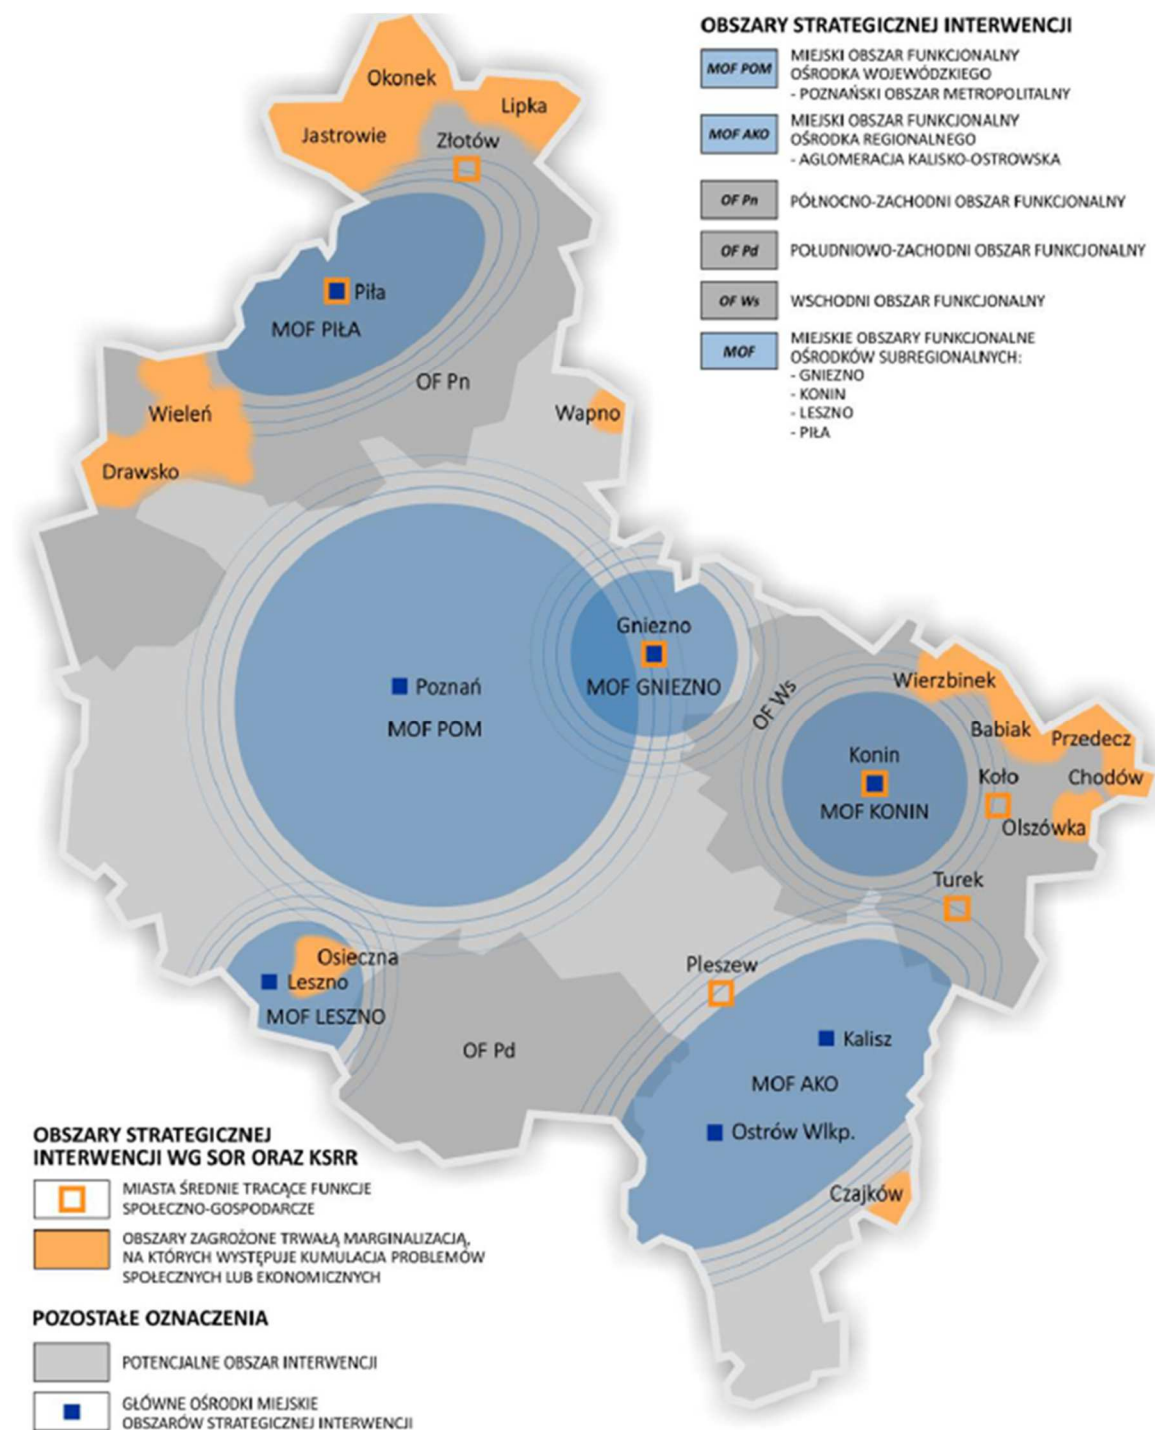 OBSZARY STRATEGICZNEJ INTERWENCJI
MOF POM
MIEJSKI OBSZAR FUNKCJONALNY
OŚRODKA WOJEWÓDZKIEGO
- POZNAŃSKI OBSZAR METROPOLITALNY
MOF AKO
MIEJSKI OBSZAR FUNKCJONALNY
OŚRODKA REGIONALNEGO
- AGLOMERACJA KALISKO-OSTROWSKA
OF Pn
PÓŁNOCNO-ZACHODNI OBSZAR FUNKCJONALNY
OF Pd
POŁUDNIOWO-ZACHODNI OBSZAR FUNKCJONALNY
OF Ws
WSCHODNI OBSZAR FUNKCJONALNY
MOF
MIEJSKIE OBSZARY FUNKCJONALNE
OŚRODKÓW SUBREGIONALNYCH:
- GNIEZNO
- KONIN
- LESZNO
- PIŁA
Okonek
Lipka
Jastrowie
Złotów
Piła
MOF PIŁA
OF Pn
Wieleń
Wapno
Drawsko
Gniezno
MOF GNIEZNO
Poznań
MOF POM
OF Ws
Wierzbinek
Babiak
Przedecz
Konin
Koło
Chodów
MOF KONIN
Olszówka
Turek
Osieczna
Leszno
MOF LESZNO
Pleszew
Kalisz
OF Pd
MOF AKO
Ostrów Wlkp.
Czajków
OBSZARY STRATEGICZNEJ
INTERWENCJI WG SOR ORAZ KSRR
MIASTA ŚREDNIE TRACĄCE FUNKCJE
SPOŁECZNO-GOSPODARCZE
OBSZARY ZAGROŻONE TRWAŁĄ MARGINALIZACJĄ,
NA KTÓRYCH WYSTĘPUJE KUMULACJA PROBLEMÓW
SPOŁECZNYCH LUB EKONOMICZNYCH
POZOSTAŁE OZNACZENIA
POTENCJALNE OBSZAR INTERWENCJI
GŁÓWNE OŚRODKI MIEJSKIE
OBSZARÓW STRATEGICZNEJ INTERWENCJI